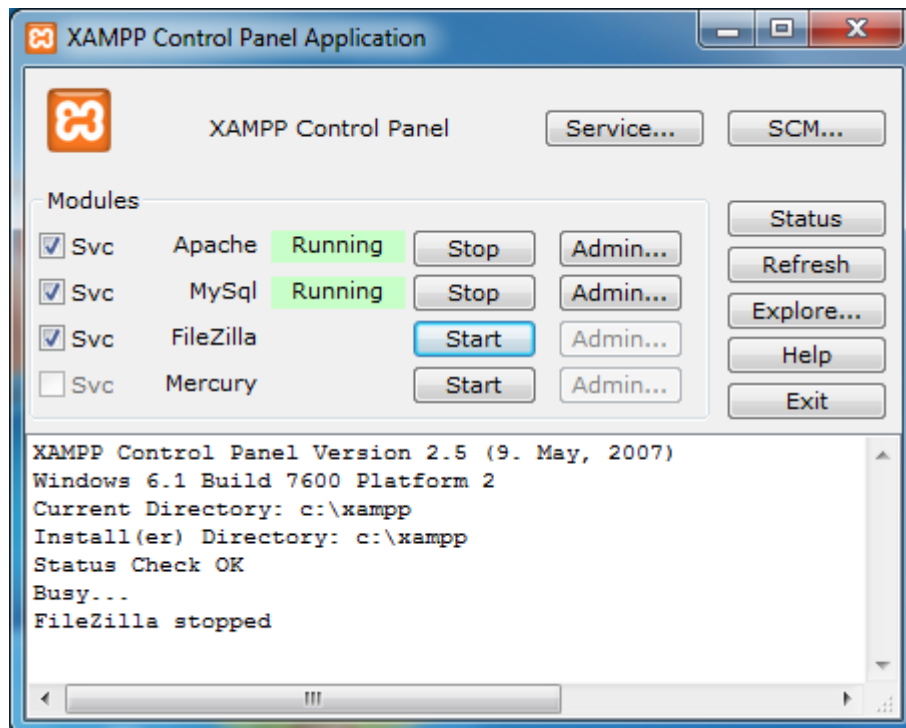 XAMPP Control Panel Application
XAMPP Control Panel Service... SCM...
Modules
Svc Apache Running Stop Admin...
Svc MySql Running Stop Admin...
Svc FileZilla Start Admin...
Svc Mercury Start Admin...
Status
Refresh
Explore...
Help
Exit
XAMPP Control Panel Version 2.5 (9. May, 2007)
Windows 6.1 Build 7600 Platform 2
Current Directory: c:\xampp
Install(er) Directory: c:\xampp
Status Check OK
Busy...
FileZilla stopped